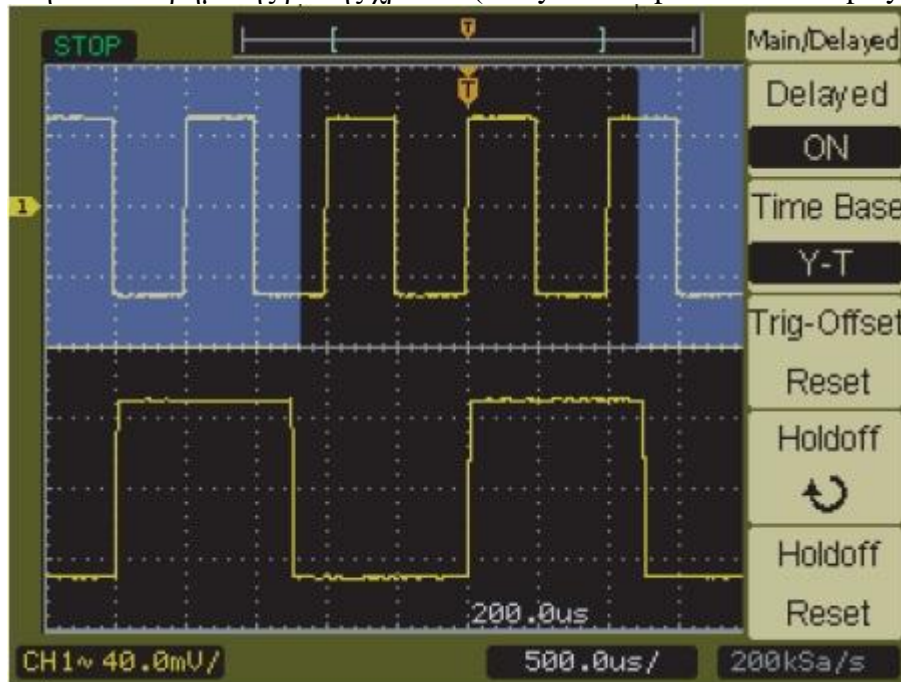 STOP
T
Main/Delayed
T
Delayed
ON
1
Time Base
Y-T
Trig-Offset
Reset
Holdoff
Holdoff
200.0us
Reset
CH1~ 40.0mV/
500.0us/
200kSa/s